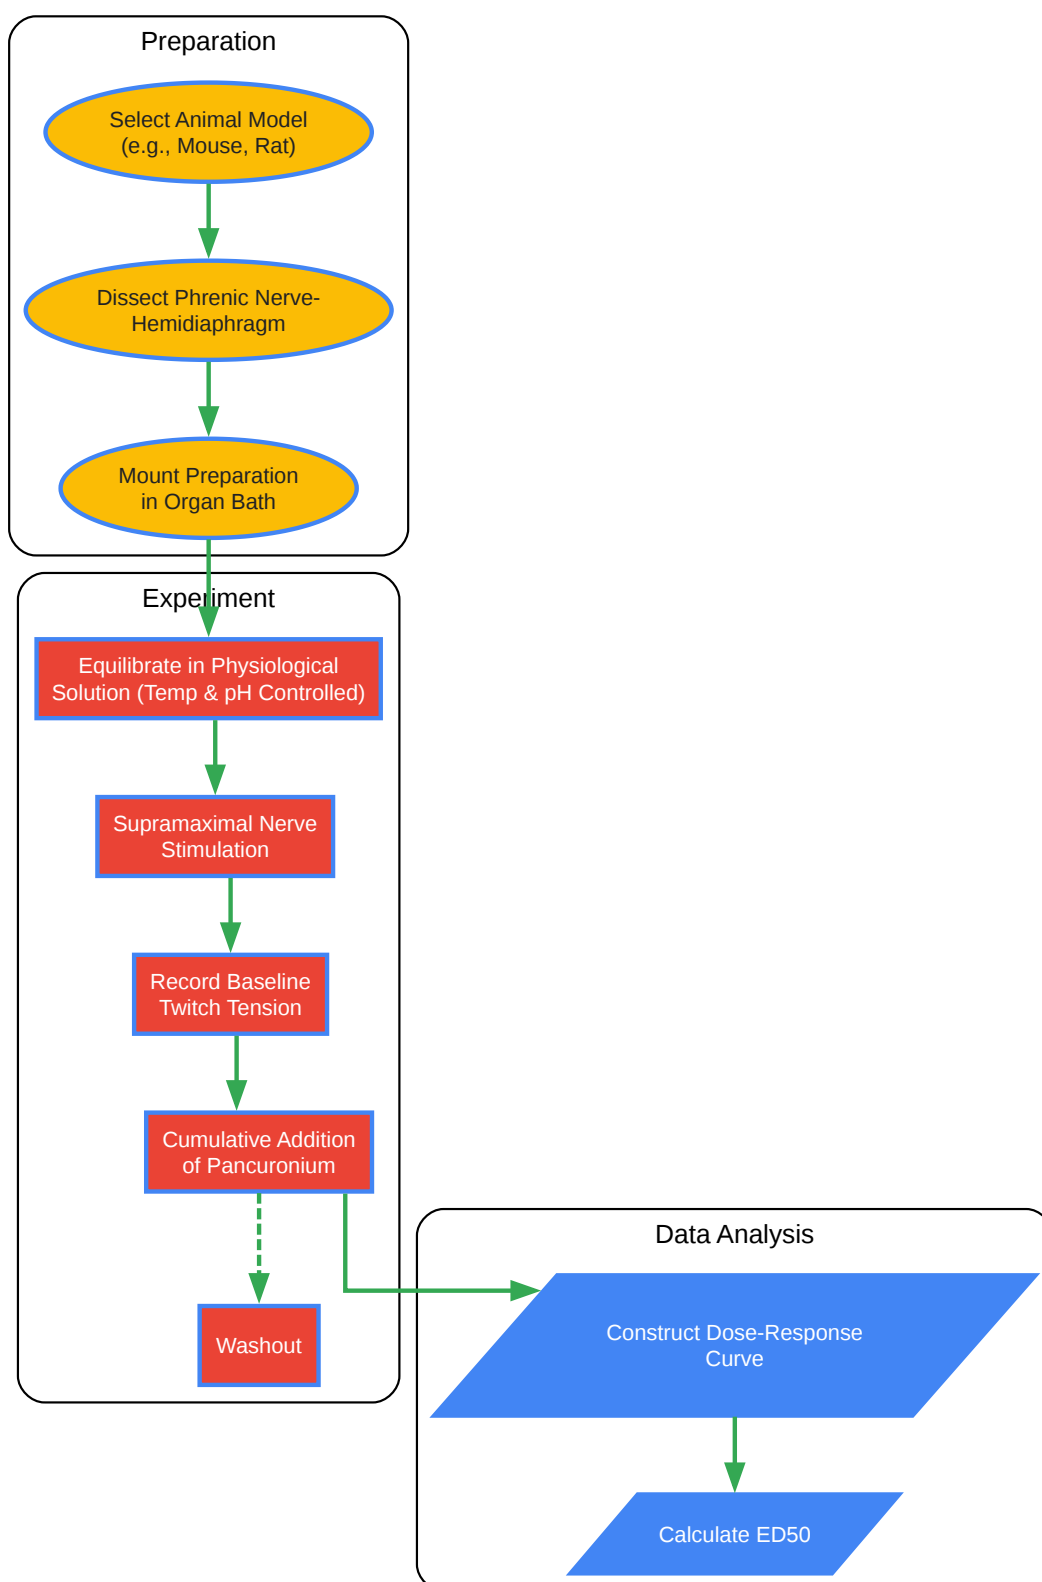 Preparation
Select Animal Model
(e.g., Mouse, Rat)
Dissect Phrenic Nerve-
Hemidiaphragm
Mount Preparation
in Organ Bath
Experiment
Equilibrate in Physiological
Solution (Temp & pH Controlled)
Supramaximal Nerve
Stimulation
Record Baseline
Twitch Tension
Cumulative Addition
of Pancuronium
Washout
Data Analysis
Construct Dose-Response
Curve
Calculate ED50